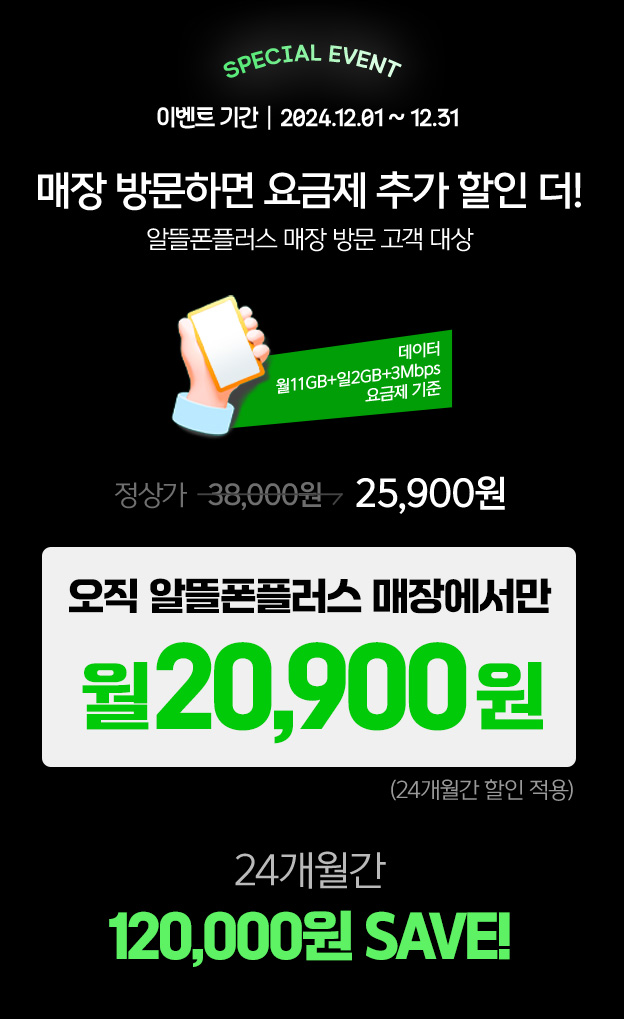 SPECIAL EVENT
이벤트 기간 | 2024.12.01 ~ 12.31
매장 방문하면 요금제 추가 할인 더!
알뜰폰플러스 매장 방문 고객 대상
데이터
월11GB+일2GB+3Mbps
요금제 기준
정상가 38,000원 25,900원
오직 알뜰폰플러스 매장에서만
월20,900원
(24개월간 할인 적용)
24개월간
120,000원 SAVE!